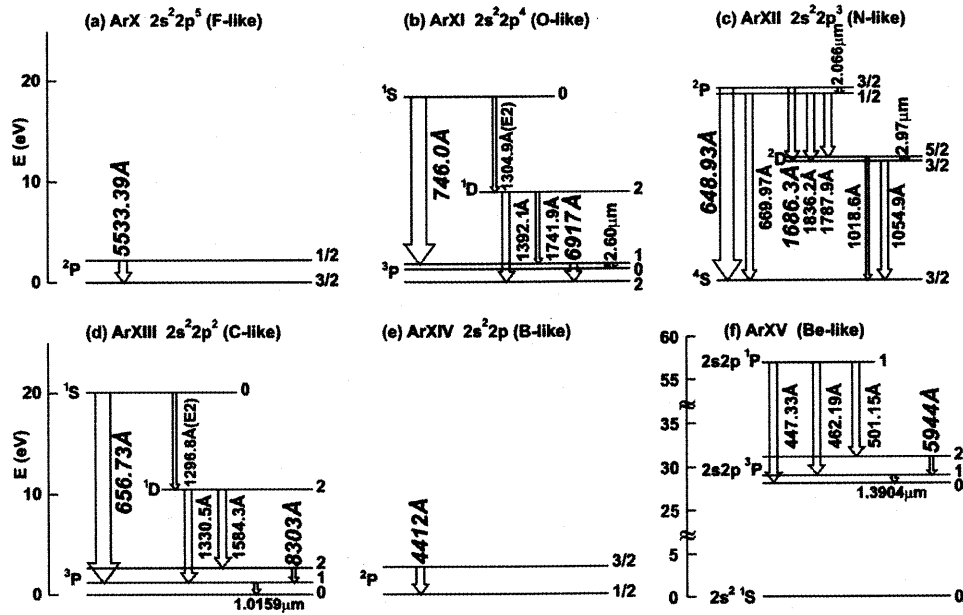 (a) ArX 2s²2p⁵ (F-like)
E (eV)
20
10
0
5533.39Å
²P
1/2
3/2
(b) ArXI 2s²2p⁴ (O-like)
¹S
0
746.0Å
1304.9Å(E2)
¹D
2
1392.1Å
1741.9Å
6917Å
2.60μm
³P
1
0
2
(c) ArXII 2s²2p³ (N-like)
2.066μm
²P
3/2
1/2
648.93Å
669.97Å
1686.3Å
1836.2Å
1787.9Å
2.97μm
²D
5/2
3/2
1018.6Å
1054.9Å
⁴S
3/2
(d) ArXIII 2s²2p² (C-like)
E (eV)
20
10
0
¹S
0
656.73Å
1296.8Å(E2)
¹D
2
1330.5Å
1584.3Å
8303Å
³P
2
1
0
1.0159μm
(e) ArXIV 2s²2p (B-like)
4412Å
²P
3/2
1/2
(f) ArXV (Be-like)
60
55
35
30
25
5
0
2s2p ¹P
1
447.33Å
462.19Å
501.15Å
5944Å
2s2p ³P
2
1
0
1.3904μm
2s² ¹S
0